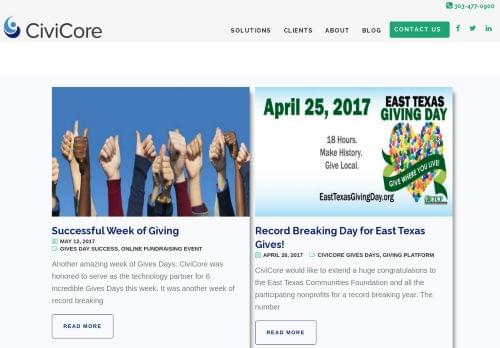 303-477-0900
CiviCore
SOLUTIONS CLIENTS ABOUT BLOG CONTACT US
April 25, 2017
EAST TEXAS
GIVING DAY
18 Hours.
Make History.
Give Local.
GIVE WHERE YOU LIVE!
EastTexasGivingDay.org
ETCF
Successful Week of Giving
MAY 12, 2017
GIVES DAY SUCCESS, ONLINE FUNDRAISING EVENT
Another amazing week of Gives Days. CiviCore was
honored to serve as the technology partner for 6
incredible Gives Days this week. It was another week of
record breaking
READ MORE
Record Breaking Day for East Texas
Gives!
APRIL 26, 2017 CIVICORE GIVES DAYS, GIVING PLATFORM
CiviCore would like to extend a huge congratulations to
the East Texas Communities Foundation and all the
participating nonprofits for a record breaking year. The
number
READ MORE